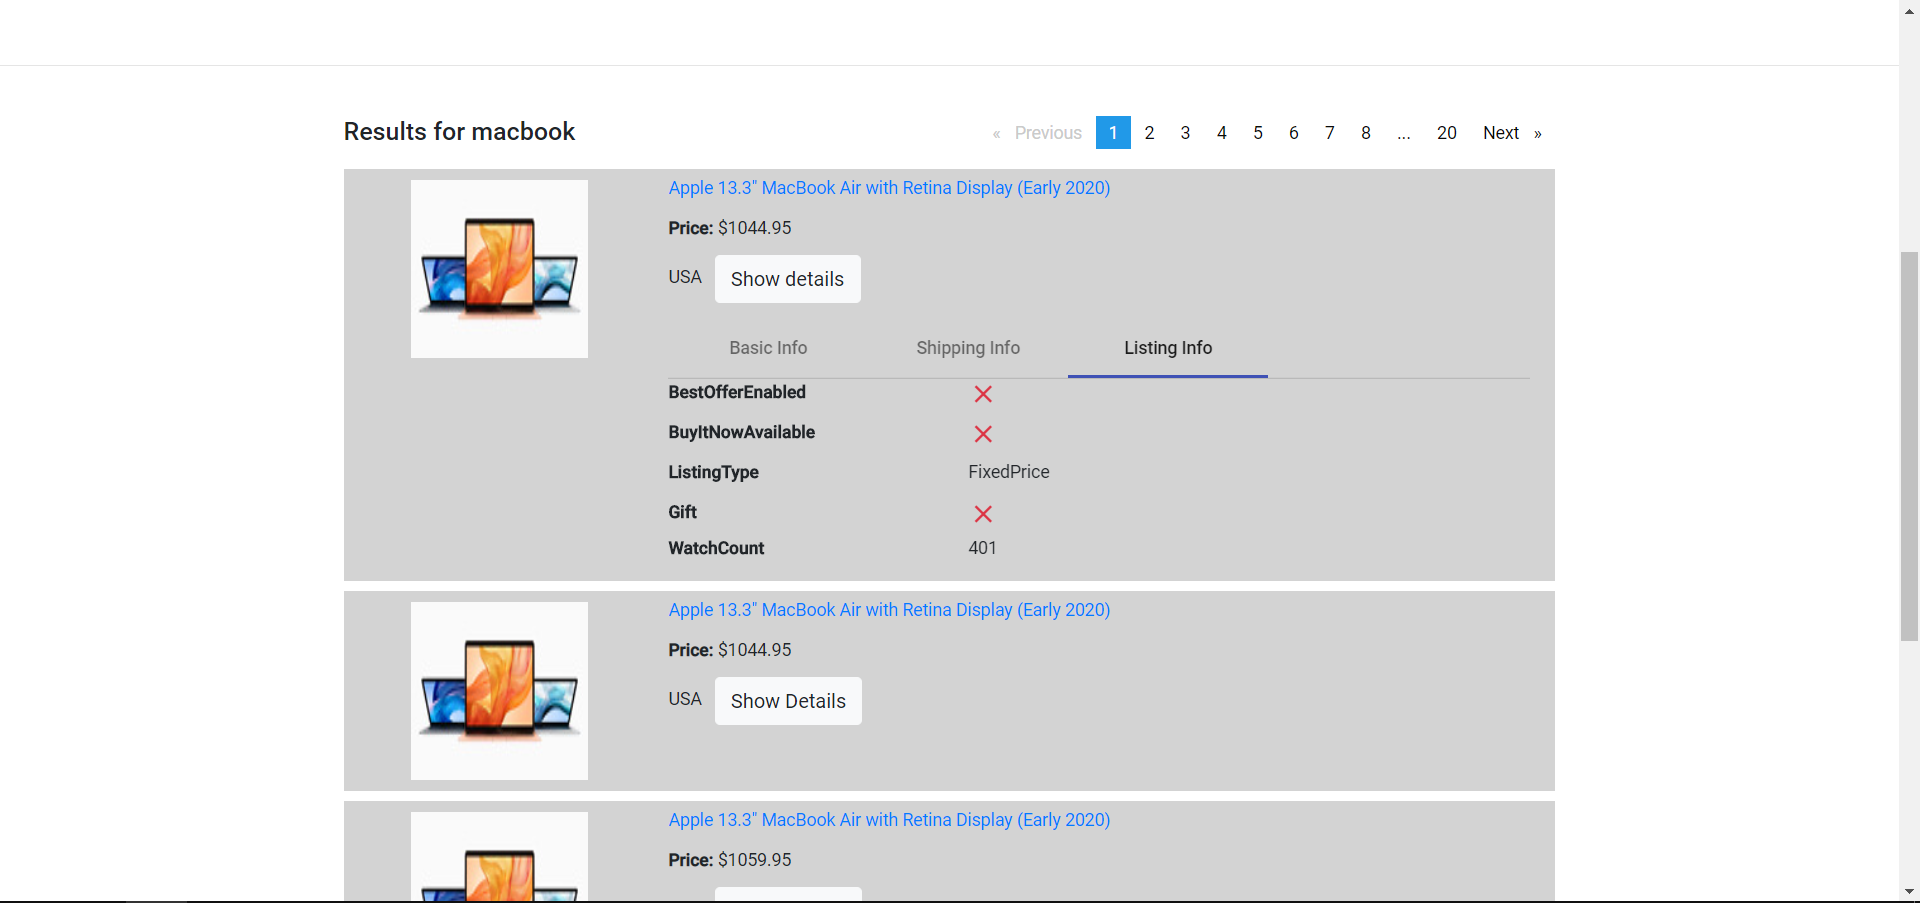 Results for macbook
« Previous 1 2 3 4 5 6 7 8 ... 20 Next »
Apple 13.3" MacBook Air with Retina Display (Early 2020)
Price: $1044.95
USA Show details
Basic Info Shipping Info Listing Info
BestOfferEnabled
BuyItNowAvailable
ListingType FixedPrice
Gift
WatchCount 401
Apple 13.3" MacBook Air with Retina Display (Early 2020)
Price: $1044.95
USA Show Details
Apple 13.3" MacBook Air with Retina Display (Early 2020)
Price: $1059.95